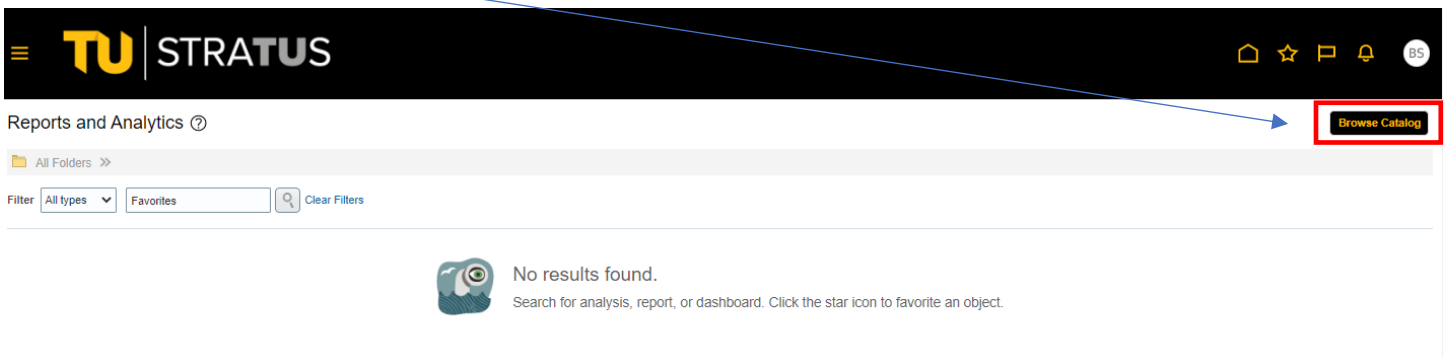 TU STRATUS
BS
Reports and Analytics ?
Browse Catalog
All Folders »
Filter All types Favorites Clear Filters
No results found.
Search for analysis, report, or dashboard. Click the star icon to favorite an object.